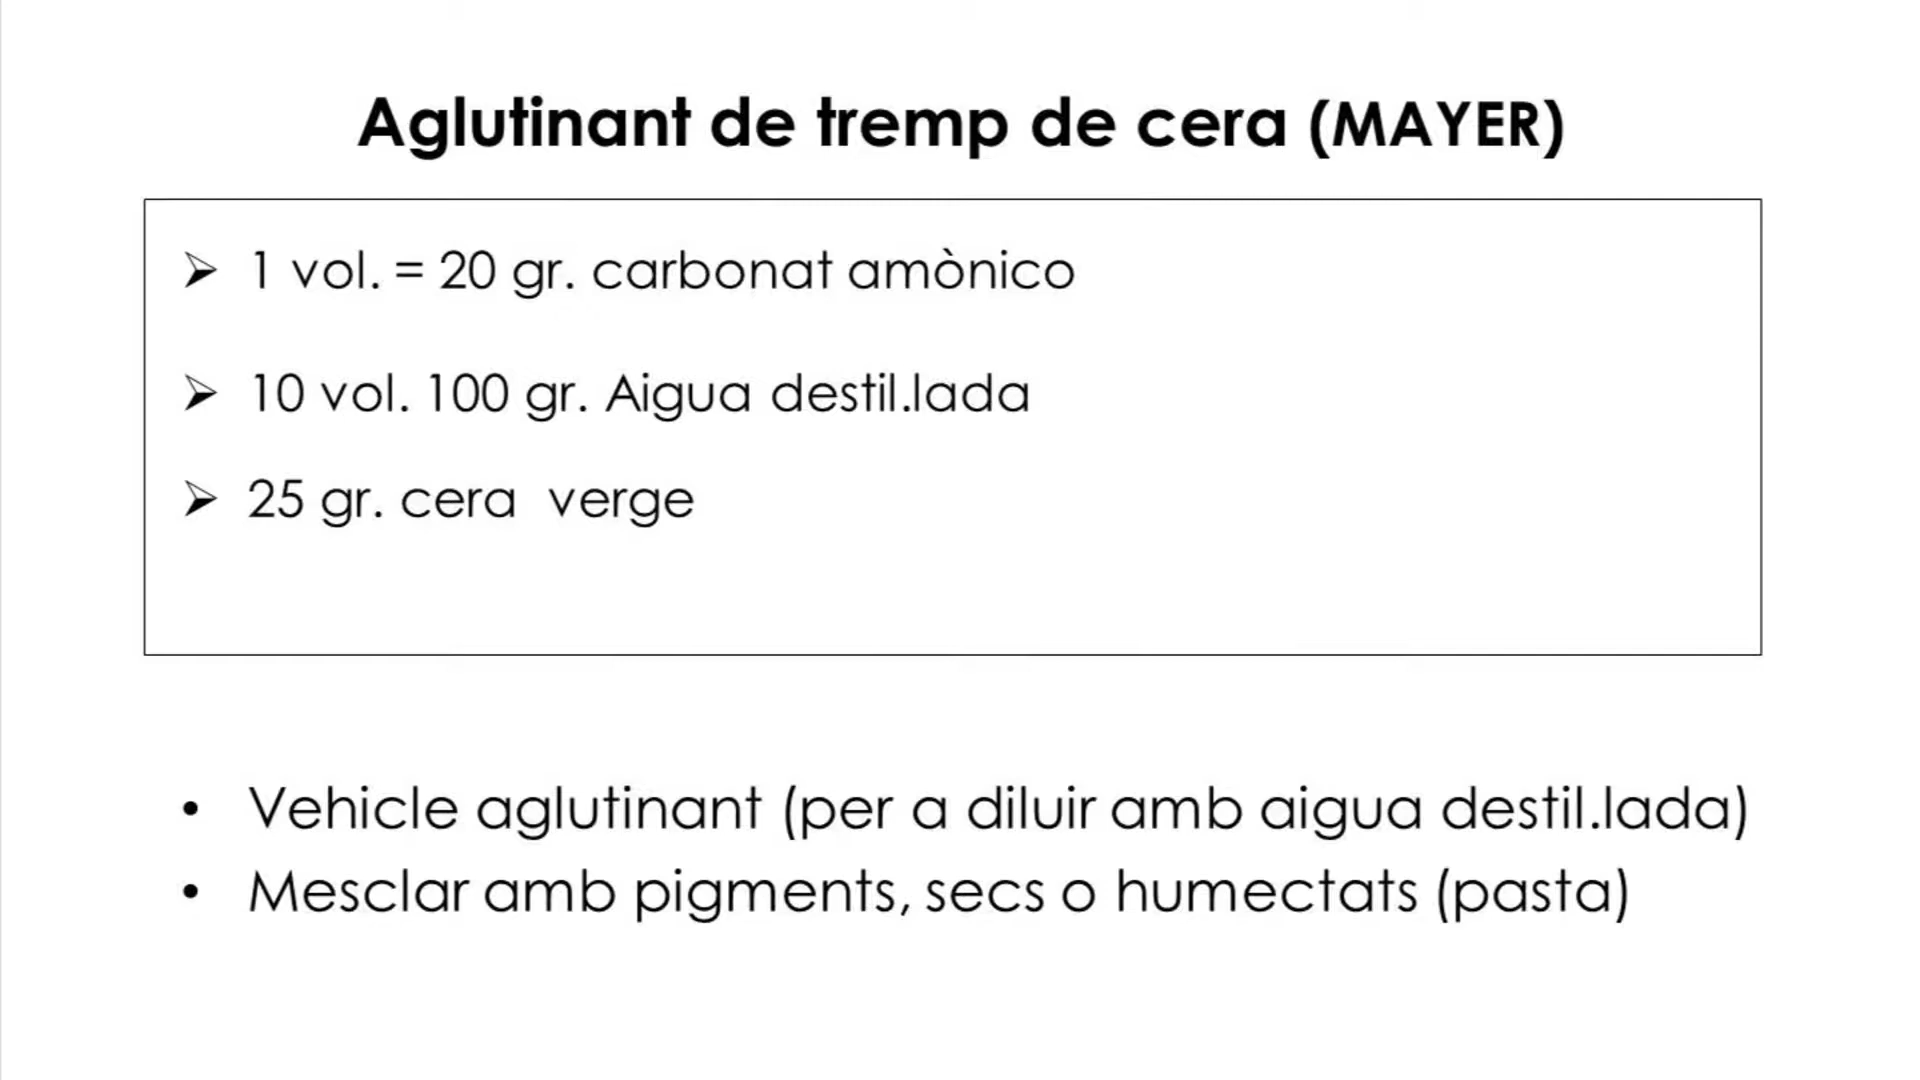 Aglutinant de tremp de cera (MAYER)
➢ 1 vol. = 20 gr. carbonat amònico
➢ 10 vol. 100 gr. Aigua destil.lada
➢ 25 gr. cera  verge
• Vehicle aglutinant (per a diluir amb aigua destil.lada)
• Mesclar amb pigments, secs o humectats (pasta)